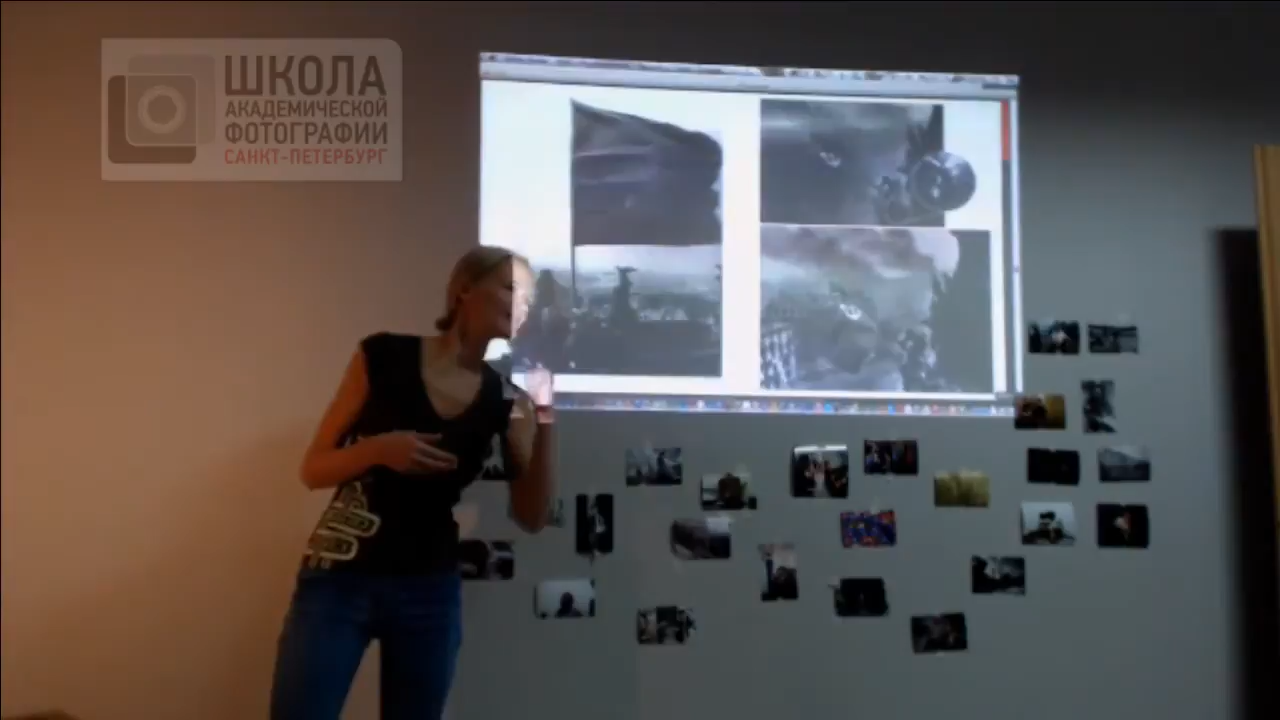 ШКОЛА
АКАДЕМИЧЕСКОЙ
ФОТОГРАФИИ
САНКТ-ПЕТЕРБУРГ